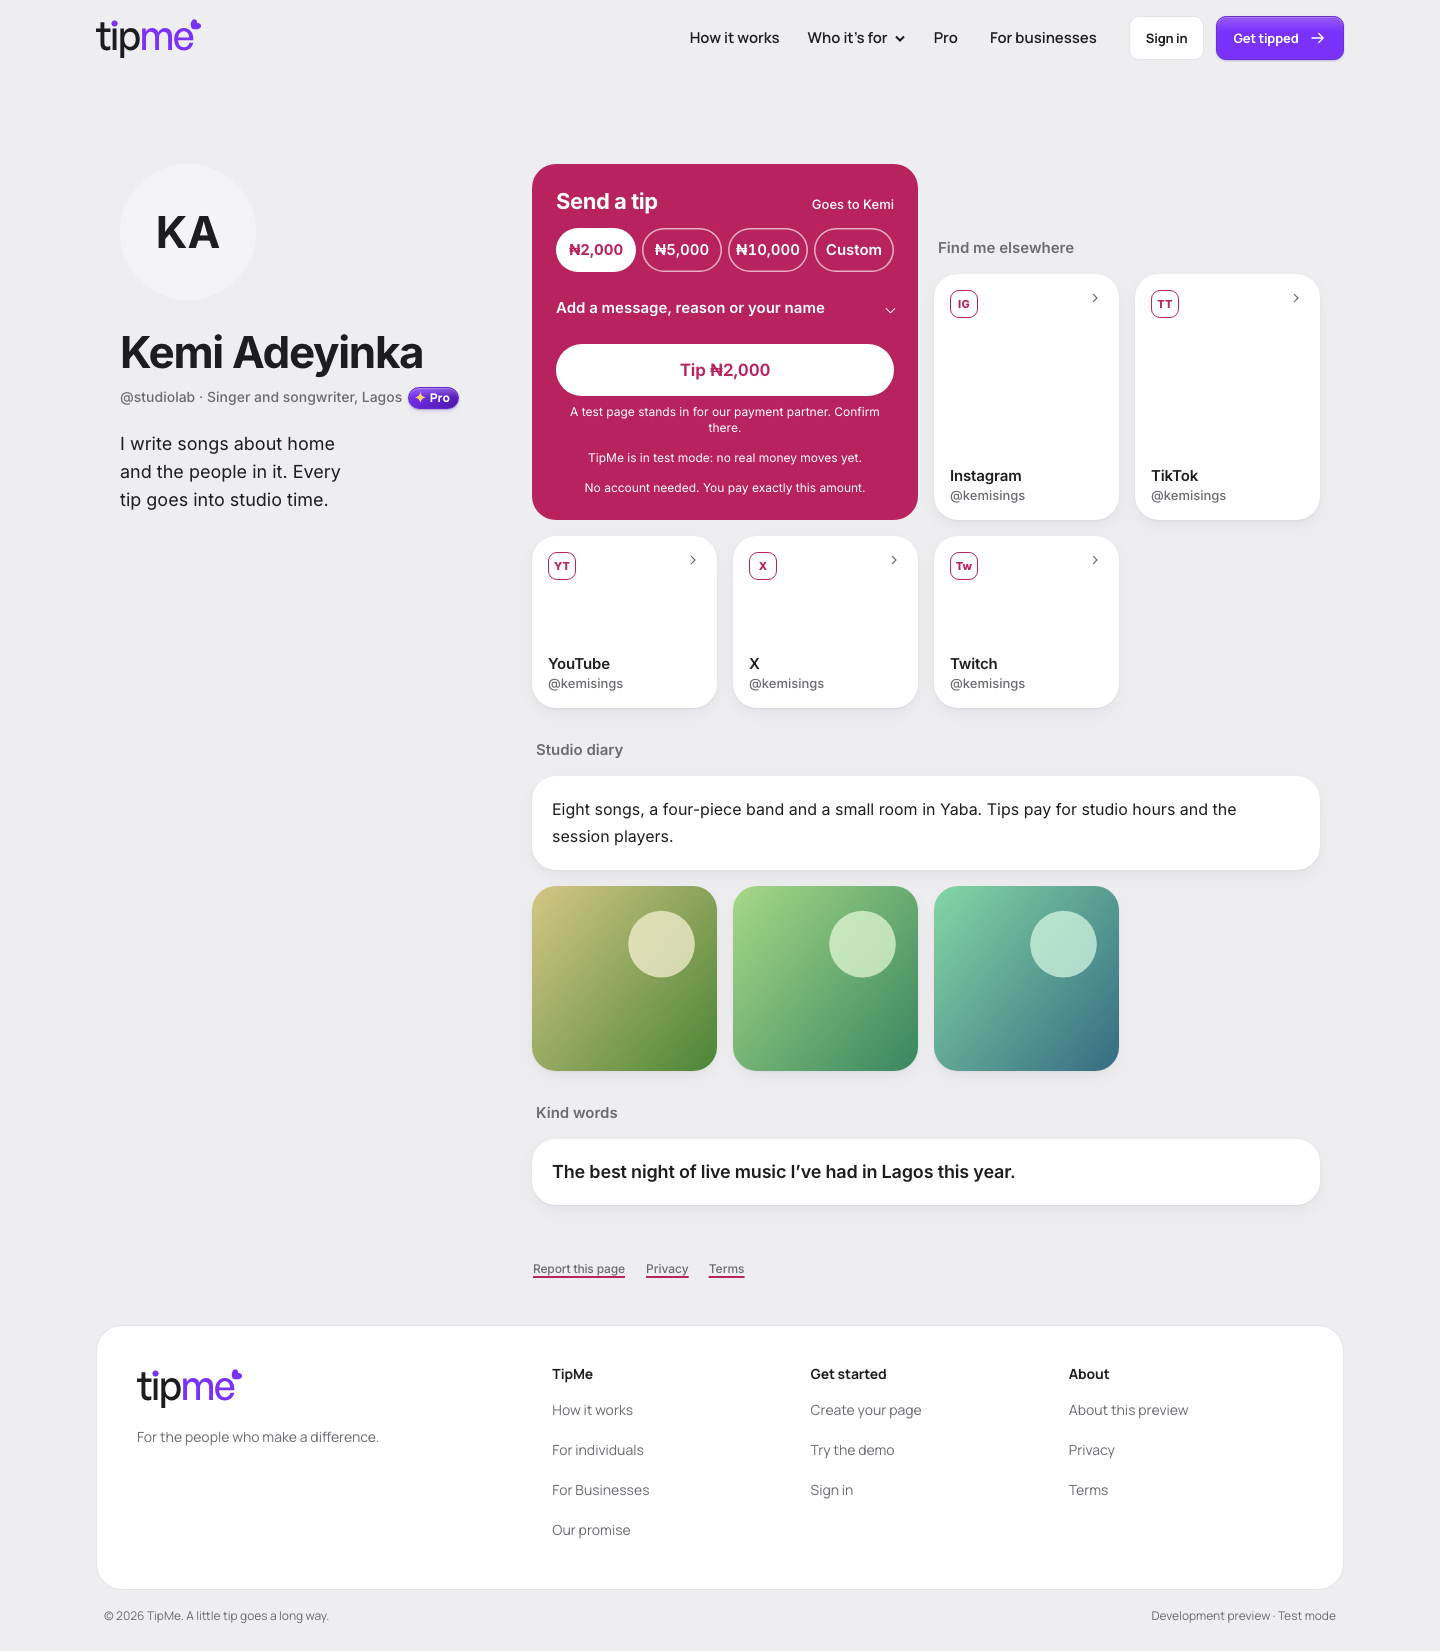 tipme
How it works
Who it's for
Pro
For businesses
Sign in
Get tipped
KA
Kemi Adeyinka
@studiolab · Singer and songwriter, Lagos
Pro
I write songs about home
and the people in it. Every
tip goes into studio time.
Send a tip
Goes to Kemi
₦2,000
₦5,000
₦10,000
Custom
Add a message, reason or your name
Tip ₦2,000
A test page stands in for our payment partner. Confirm
there.
TipMe is in test mode: no real money moves yet.
No account needed. You pay exactly this amount.
Find me elsewhere
IG
Instagram
@kemisings
TT
TikTok
@kemisings
YT
YouTube
@kemisings
X
X
@kemisings
Tw
Twitch
@kemisings
Studio diary
Eight songs, a four-piece band and a small room in Yaba. Tips pay for studio hours and the
session players.
Kind words
The best night of live music I’ve had in Lagos this year.
Report this page
Privacy
Terms
tipme
For the people who make a difference.
TipMe
How it works
For individuals
For Businesses
Our promise
Get started
Create your page
Try the demo
Sign in
About
About this preview
Privacy
Terms
© 2026 TipMe. A little tip goes a long way.
Development preview · Test mode